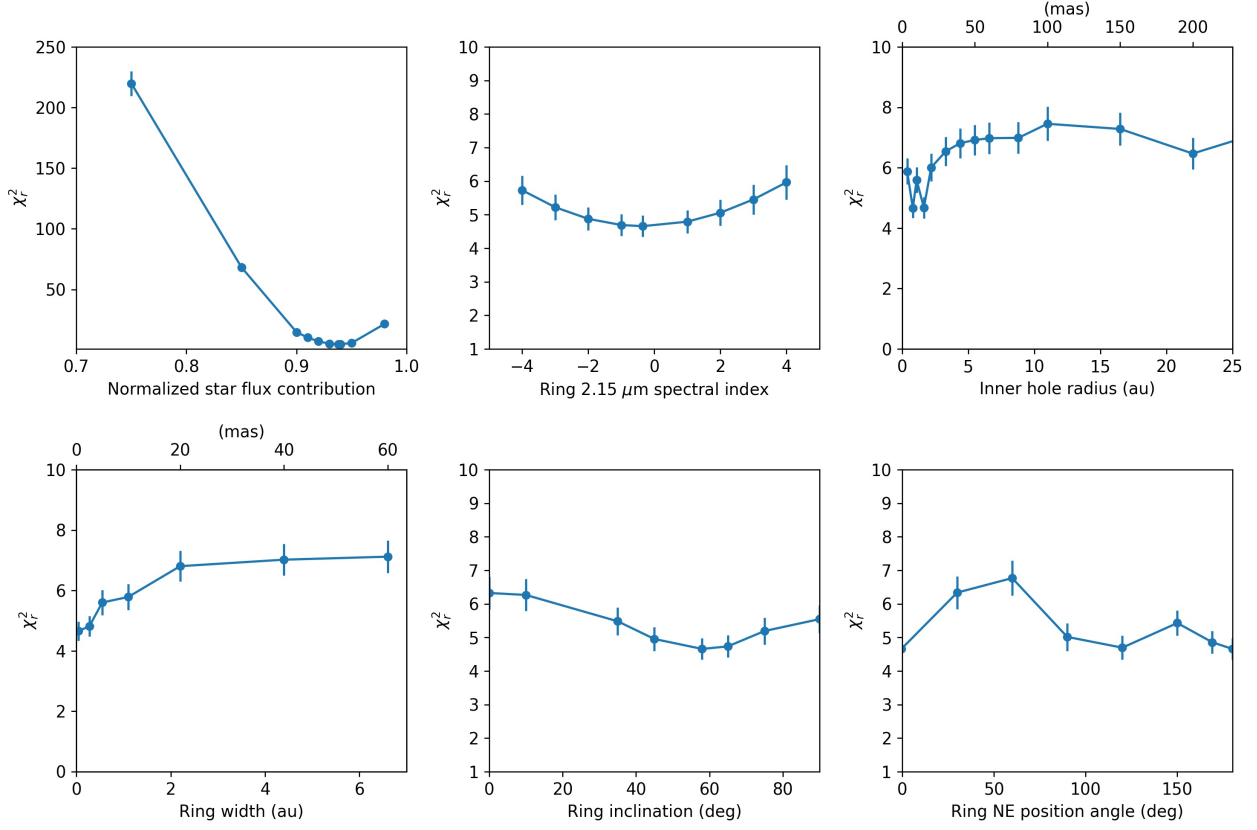 (mas)
0 50 100 150 200
250
200
150
100
50
χ²ᵣ
0.7 0.8 0.9 1.0
Normalized star flux contribution
10
9
8
7
6
5
4
3
2
1
χ²ᵣ
−4 −2 0 2 4
Ring 2.15 μm spectral index
10
8
6
4
2
0
χ²ᵣ
0 5 10 15 20 25
Inner hole radius (au)
(mas)
0 20 40 60
10
8
6
4
2
0
χ²ᵣ
0 2 4 6
Ring width (au)
10
9
8
7
6
5
4
3
2
1
χ²ᵣ
0 20 40 60 80
Ring inclination (deg)
10
9
8
7
6
5
4
3
2
1
χ²ᵣ
0 50 100 150
Ring NE position angle (deg)